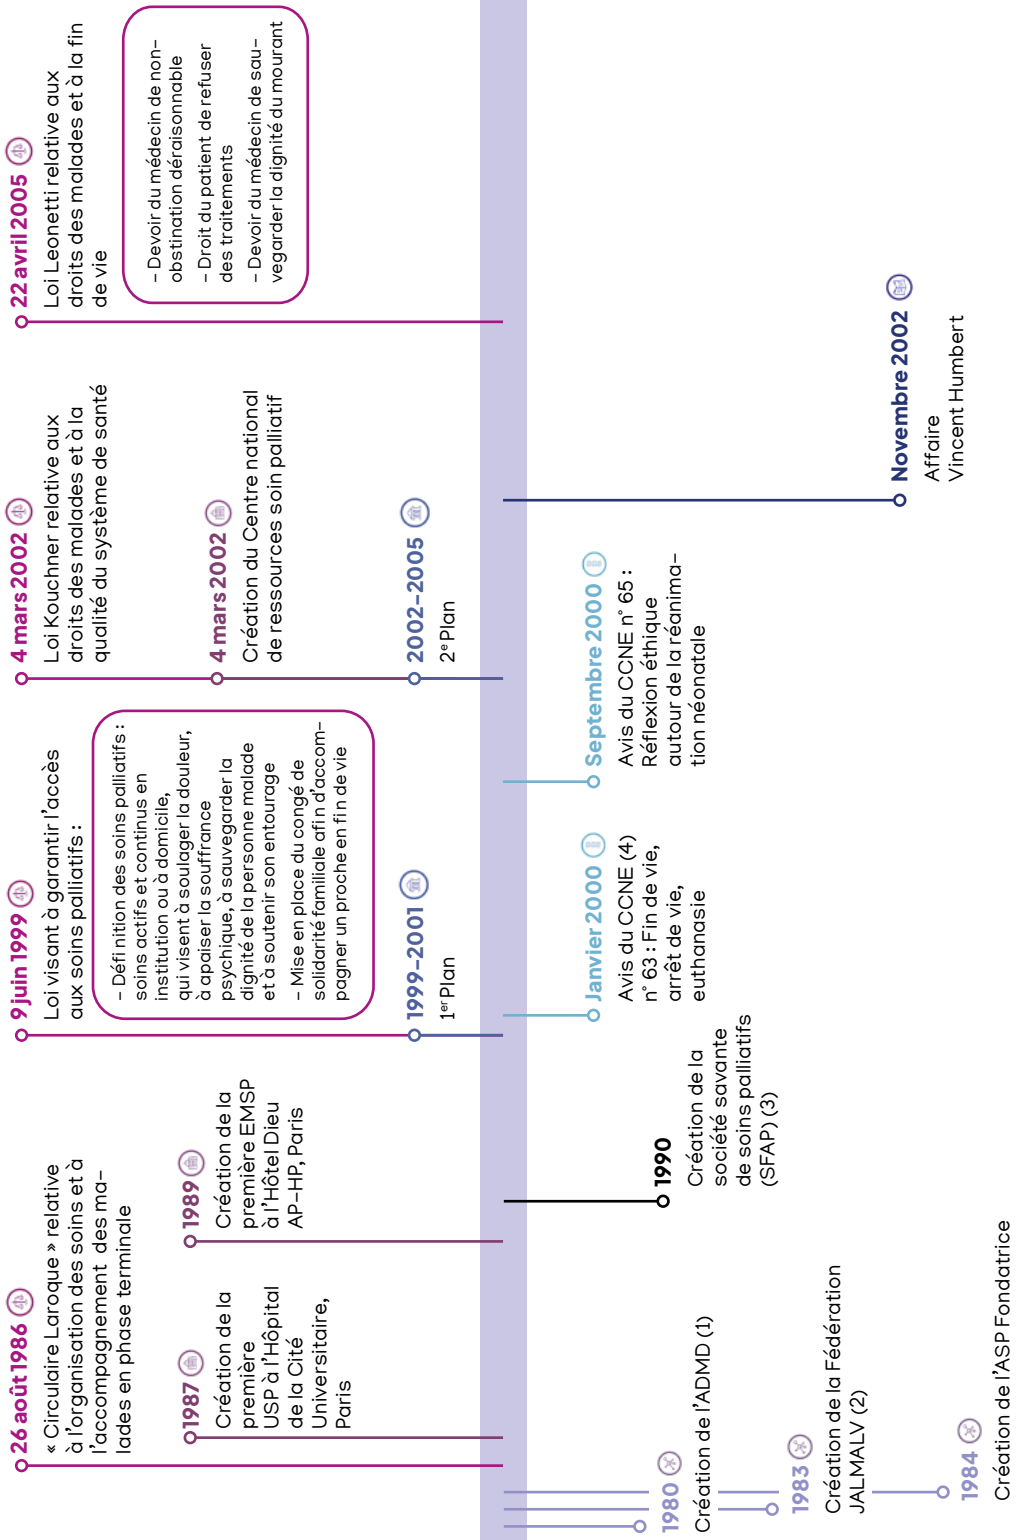 26 août 1986
« Circulaire Laroque » relative
à l'organisation des soins et à
l'accompagnement des ma-
lades en phase terminale
1987
Création de la
première
USP à l'Hôpital
de la Cité
Universitaire,
Paris
1989
Création de la
première EMSP
à l'Hôtel Dieu
AP-HP, Paris
9 juin 1999
Loi visant à garantir l'accès
aux soins palliatifs :
– Défi nition des soins palliatifs :
soins actifs et continus en
institution ou à domicile,
qui visent à soulager la douleur,
à apaiser la souffrance
psychique, à sauvegarder la
dignité de la personne malade
et à soutenir son entourage
– Mise en place du congé de
solidarité familiale afin d'accom-
pagner un proche en fin de vie
1999-2001
1er Plan
4 mars 2002
Loi Kouchner relative aux
droits des malades et à la
qualité du système de santé
4 mars 2002
Création du Centre national
de ressources soin palliatif
2002-2005
2e Plan
22 avril 2005
Loi Leonetti relative aux
droits des malades et à la fin
de vie
– Devoir du médecin de non-
obstination déraisonnable
– Droit du patient de refuser
des traitements
– Devoir du médecin de sau-
vegarder la dignité du mourant
1980
Création de l'ADMD (1)
1983
Création de la Fédération
JALMALV (2)
1984
Création de l'ASP Fondatrice
1990
Création de la
société savante
de soins palliatifs
(SFAP) (3)
Janvier 2000
Avis du CCNE (4)
n° 63 : Fin de vie,
arrêt de vie,
euthanasie
Septembre 2000
Avis du CCNE n° 65 :
Réflexion éthique
autour de la réanima-
tion néonatale
Novembre 2002
Affaire
Vincent Humbert